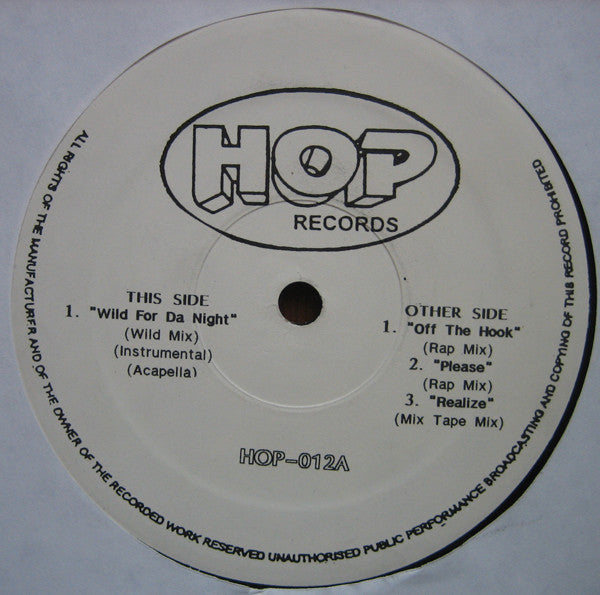 HOP
RECORDS
THIS SIDE
1. "Wild For Da Night"
(Wild Mix)
(Instrumental)
(Acapella)
OTHER SIDE
1. "Off The Hook"
(Rap Mix)
2. "Please"
(Rap Mix)
3. "Realize"
(Mix Tape Mix)
HOP-012A
ALL RIGHTS OF THE MANUFACTURER AND OF THE OWNER OF THE RECORDED WORK RESERVED UNAUTHORISED PUBLIC PERFORMANCE BROADCASTING AND COPYING OF THIS RECORD PROHIBITED